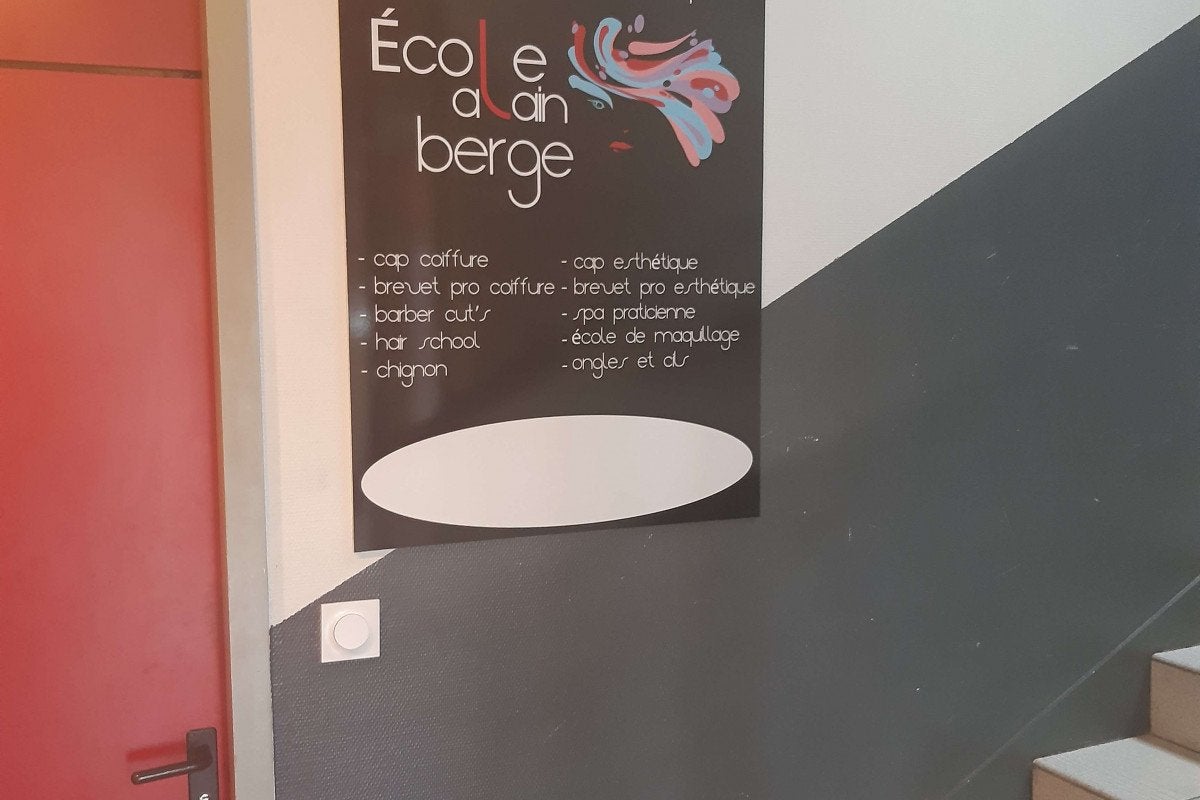 École
alain
berge
- cap coiffure
- brevet pro coiffure
- barber cut's
- hair school
- chignon
- cap esthétique
- brevet pro esthétique
- spa praticienne
- école de maquillage
- ongles et cils